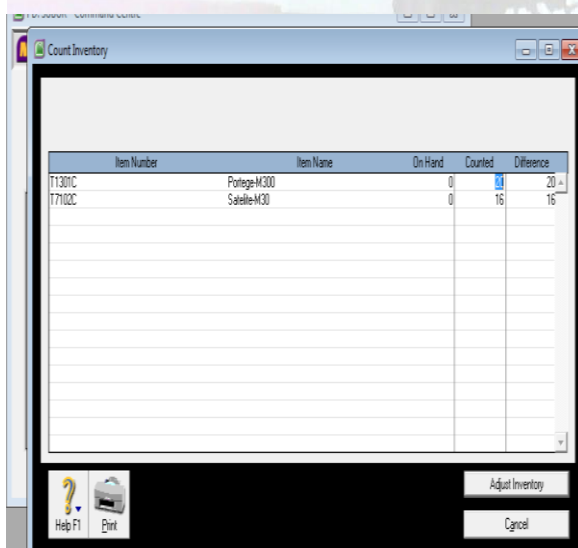 Command Centre
Count Inventory
Item Number Item Name On Hand Counted Difference
T1301C Portege-M300 0 20 20
T7102C Satelite-M30 0 16 16
Adjust Inventory
Help F1 Print
Cancel